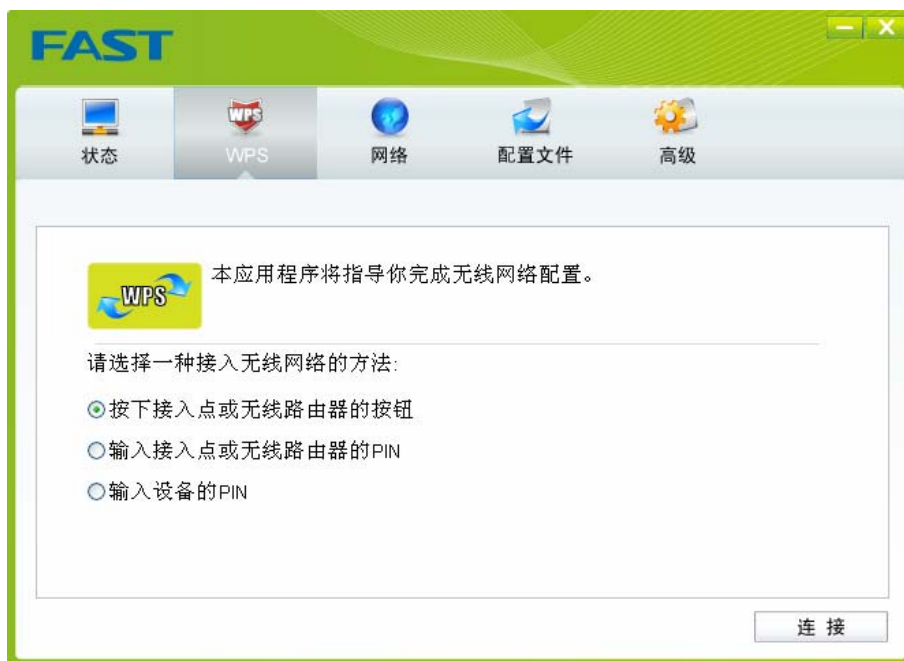 FAST
状态
WPS
WPS
网络
配置文件
高级
WPS
本应用程序将指导你完成无线网络配置。
请选择一种接入无线网络的方法:
按下接入点或无线路由器的按钮
输入接入点或无线路由器的PIN
输入设备的PIN
连 接